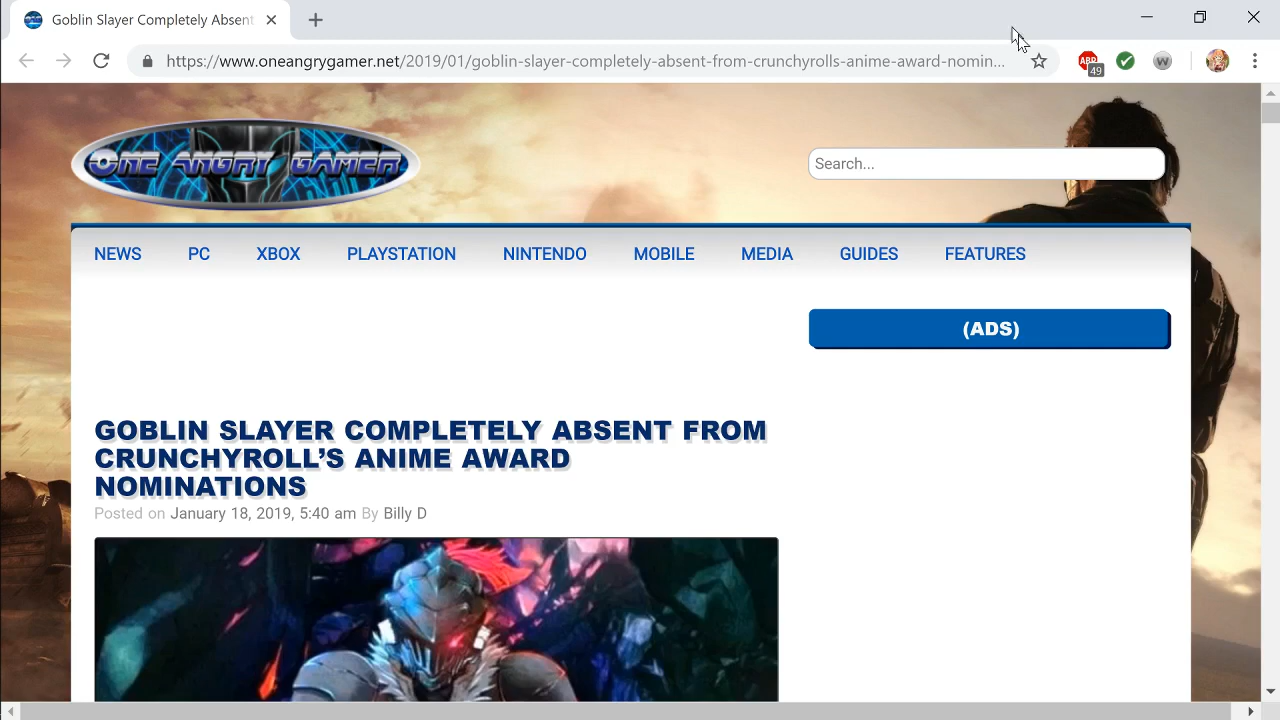 Goblin Slayer Completely Absent
https://www.oneangrygamer.net/2019/01/goblin-slayer-completely-absent-from-crunchyrolls-anime-award-nomin...
ABP
49
W
ONE ANGRY GAMER
Search...
NEWS PC XBOX PLAYSTATION NINTENDO MOBILE MEDIA GUIDES FEATURES
(ADS)
GOBLIN SLAYER COMPLETELY ABSENT FROM
CRUNCHYROLL’S ANIME AWARD
NOMINATIONS
Posted on January 18, 2019, 5:40 am By Billy D